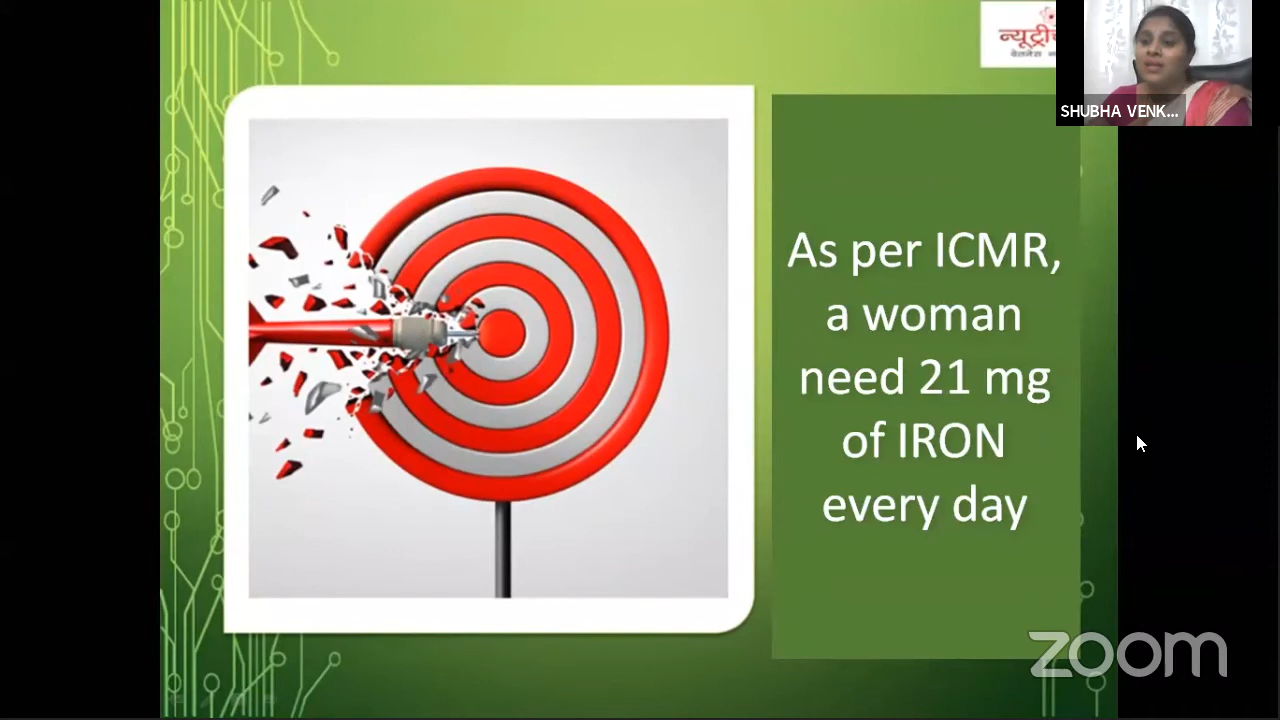 न्यूट्री
SHUBHA VENK...
As per ICMR,
a woman
need 21 mg
of IRON
every day
zoom